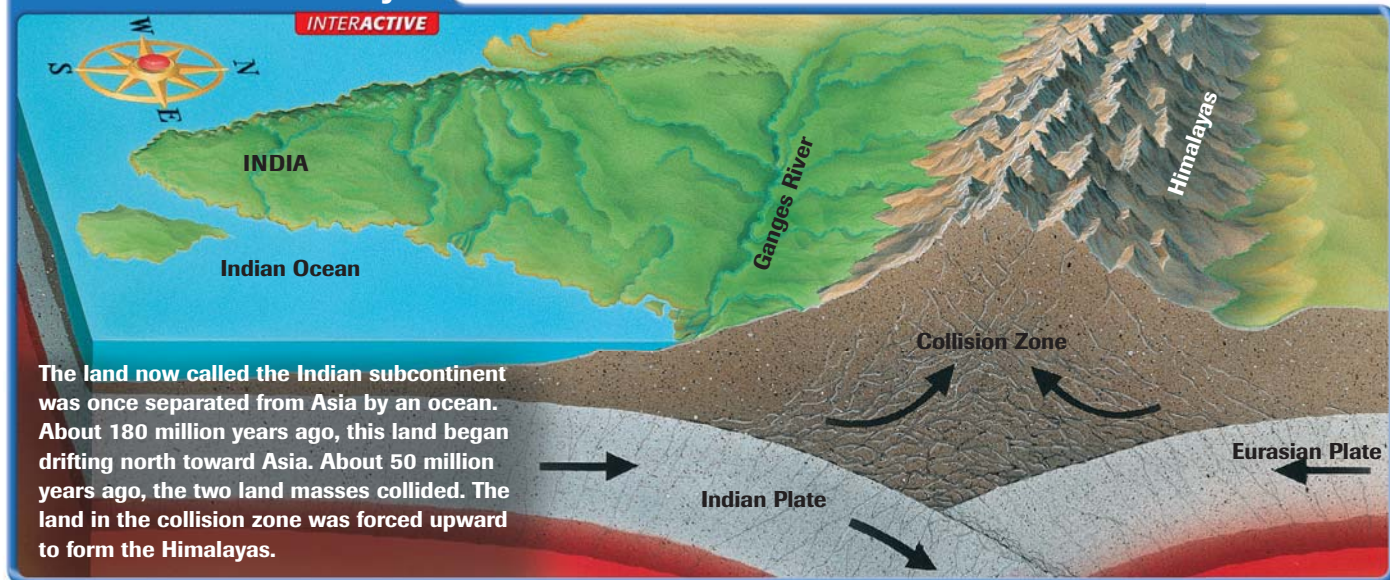 INTERACTIVE
W
S
N
E
INDIA
Indian Ocean
Ganges River
Himalayas
Collision Zone
The land now called the Indian subcontinent
was once separated from Asia by an ocean.
About 180 million years ago, this land began
drifting north toward Asia. About 50 million
years ago, the two land masses collided. The
land in the collision zone was forced upward
to form the Himalayas.
Indian Plate
Eurasian Plate